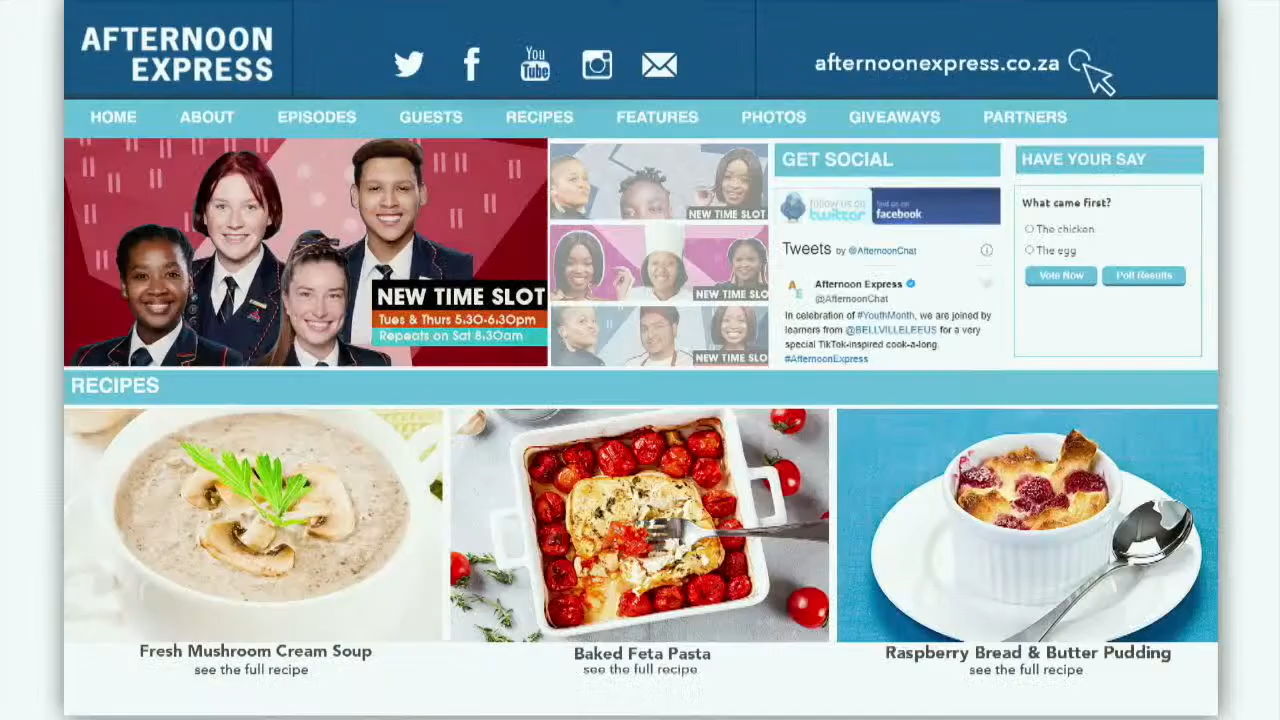 AFTERNOON
EXPRESS
You
Tube
afternoonexpress.co.za
HOME ABOUT EPISODES GUESTS RECIPES FEATURES PHOTOS GIVEAWAYS PARTNERS
NEW TIME SLOT
Tues & Thurs 5.30-6.30pm
Repeats on Sat 8.30am
NEW TIME SLOT
NEW TIME SLO
NEW TIME SLO
GET SOCIAL
follow us on
twitter
find us on
facebook
Tweets by @AfternoonChat
Afternoon Express
@AfternoonChat
In celebration of #YouthMonth, we are joined by
learners from @BELLVILLELEEUS for a very
special TikTok-inspired cook-a-long.
#AfternoonExpress
HAVE YOUR SAY
What came first?
The chicken
The egg
Vote Now Poll Results
RECIPES
Fresh Mushroom Cream Soup
see the full recipe
Baked Feta Pasta
see the full recipe
Raspberry Bread & Butter Pudding
see the full recipe